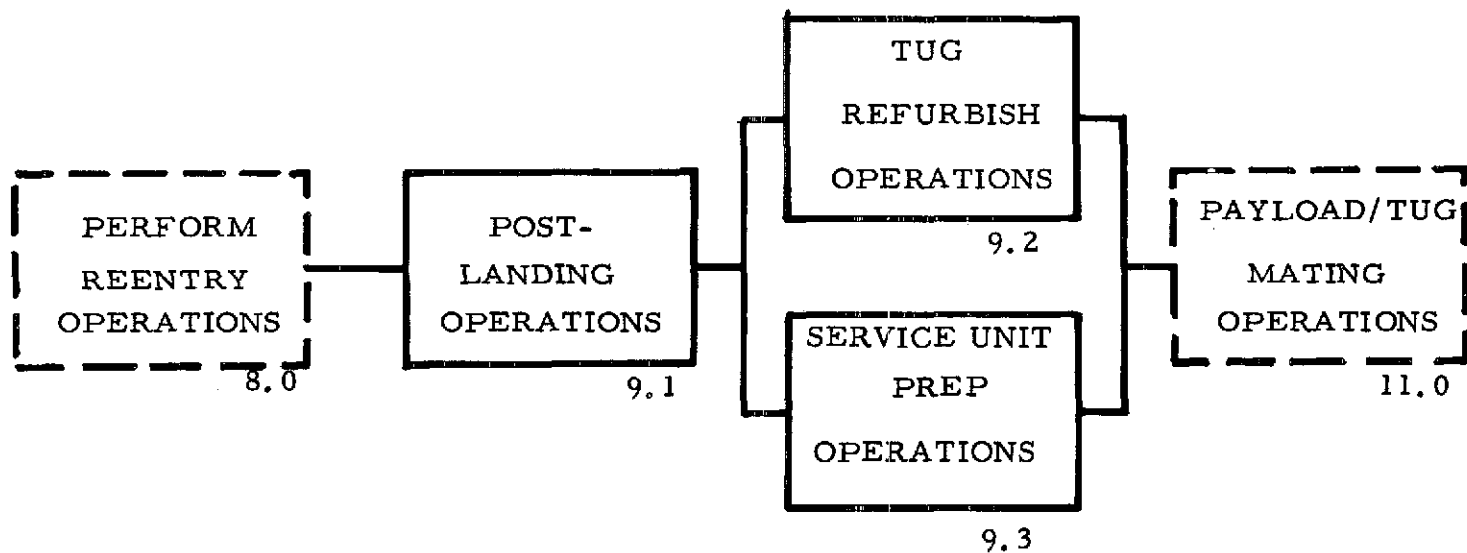 PERFORM
REENTRY
OPERATIONS
8.0
POST-
LANDING
OPERATIONS
9.1
TUG
REFURBISH
OPERATIONS
9.2
SERVICE UNIT
PREP
OPERATIONS
9.3
PAYLOAD/TUG
MATING
OPERATIONS
11.0